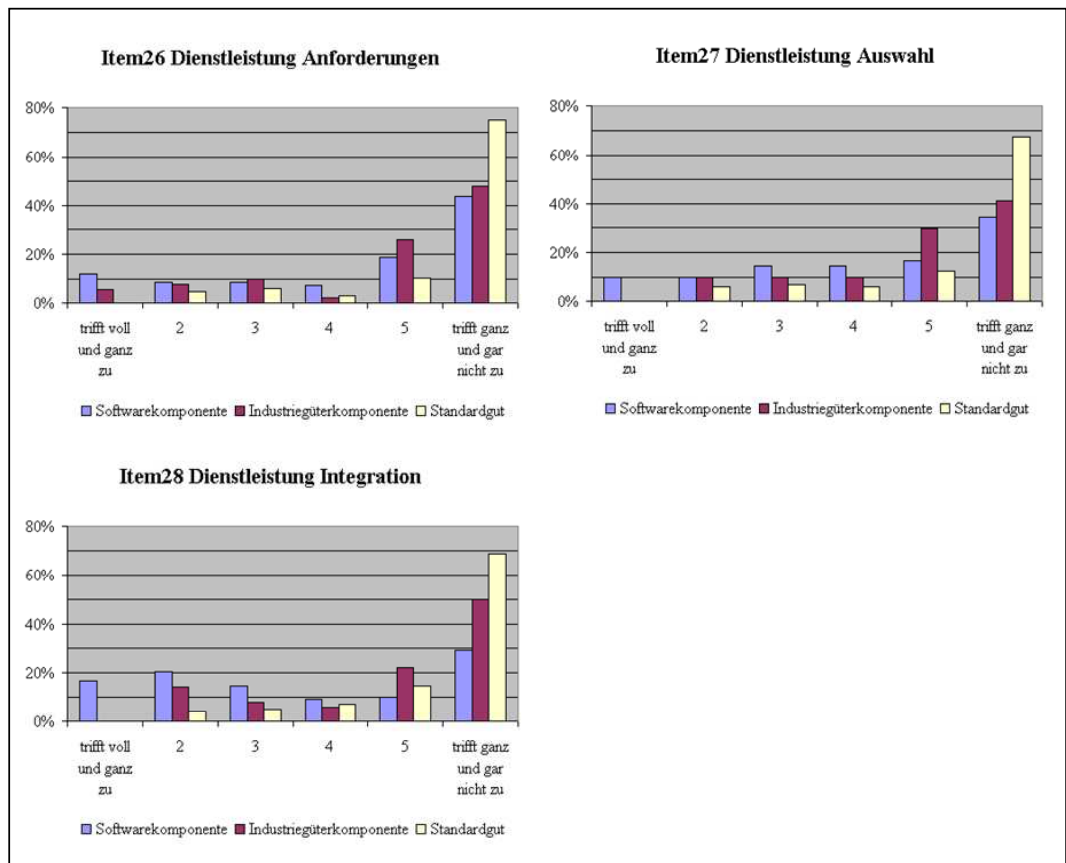 Item26 Dienstleistung Anforderungen
80%
60%
40%
20%
0%
trifft voll
und ganz
zu
2
3
4
5
trifft ganz
und gar
nicht zu
Softwarekomponente Industriegüterkomponente Standardgut
Item27 Dienstleistung Auswahl
80%
60%
40%
20%
0%
trifft voll
und ganz
zu
2
3
4
5
trifft ganz
und gar
nicht zu
Softwarekomponente Industriegüterkomponente Standardgut
Item28 Dienstleistung Integration
80%
60%
40%
20%
0%
trifft voll
und ganz
zu
2
3
4
5
trifft ganz
und gar
nicht zu
Softwarekomponente Industriegüterkomponente Standardgut